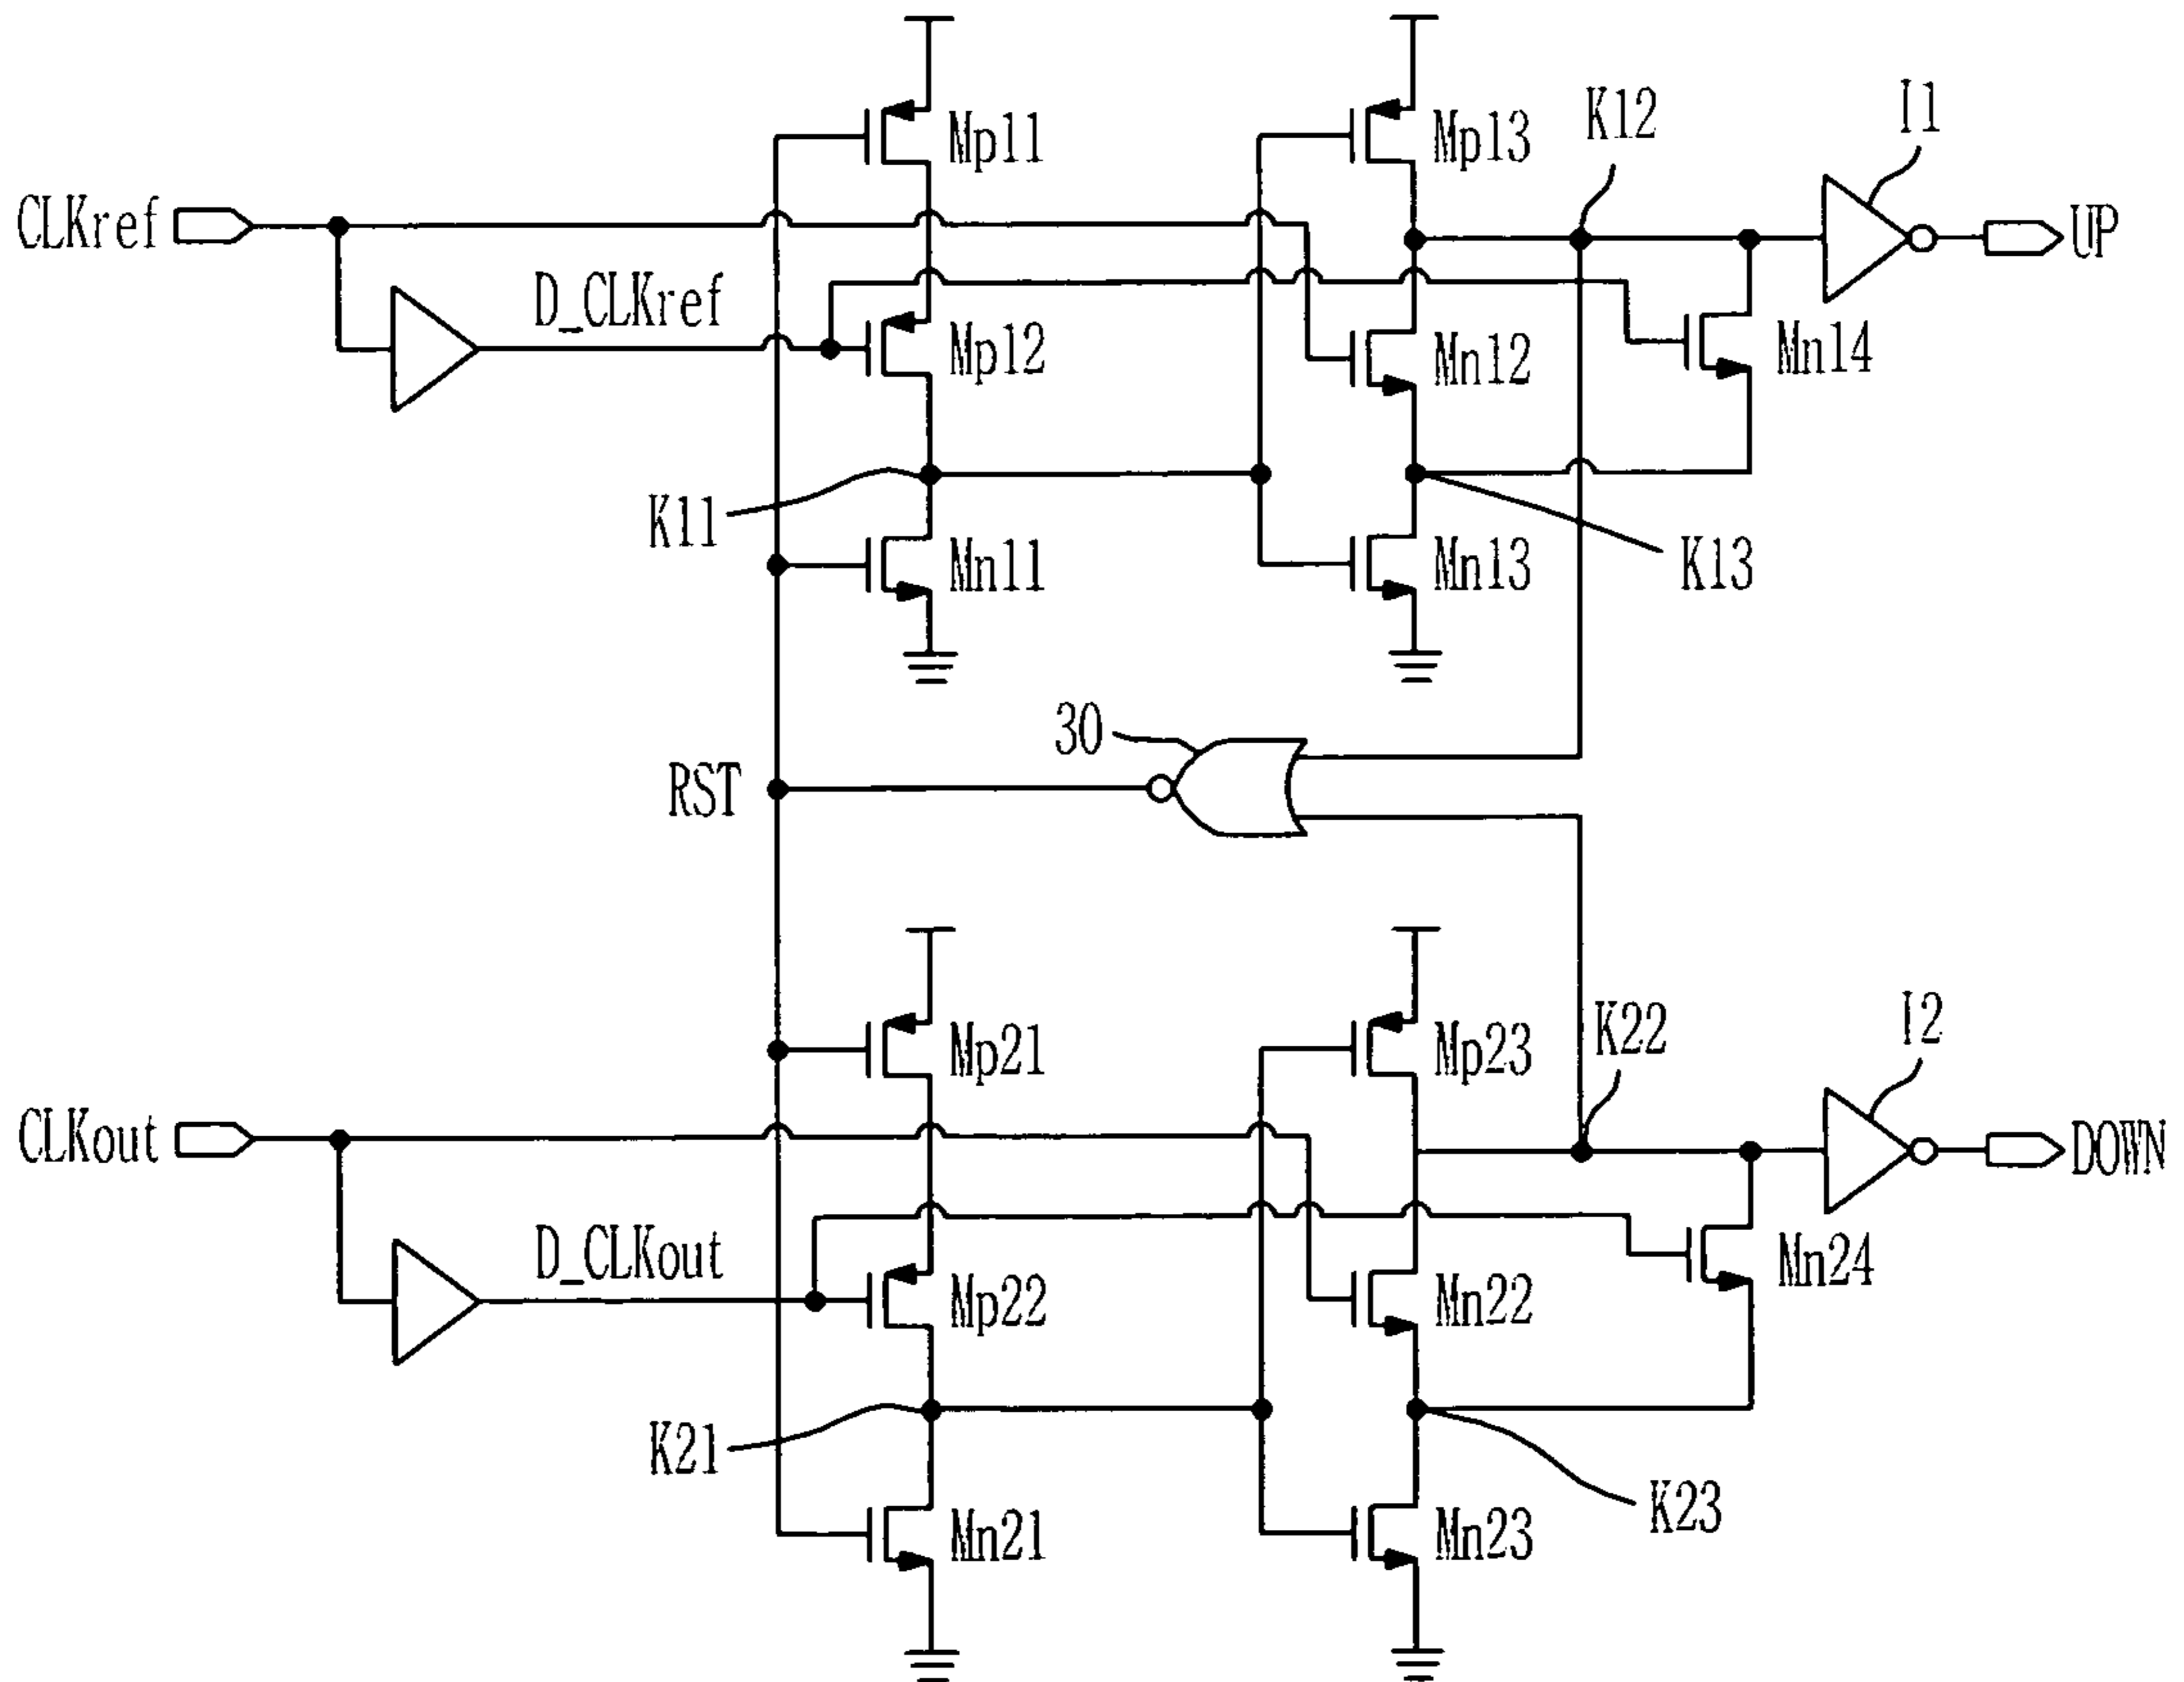 Mp11
Mp13
K12
I1
CLKref
UP
D_CLKref
Mp12
Mn12
Mn14
K11
Mn11
Mn13
K13
30
RST
Mp21
Mp23
K22
I2
CLKout
DOWN
D_CLKout
Mp22
Mn22
Mn24
K21
Mn21
Mn23
K23